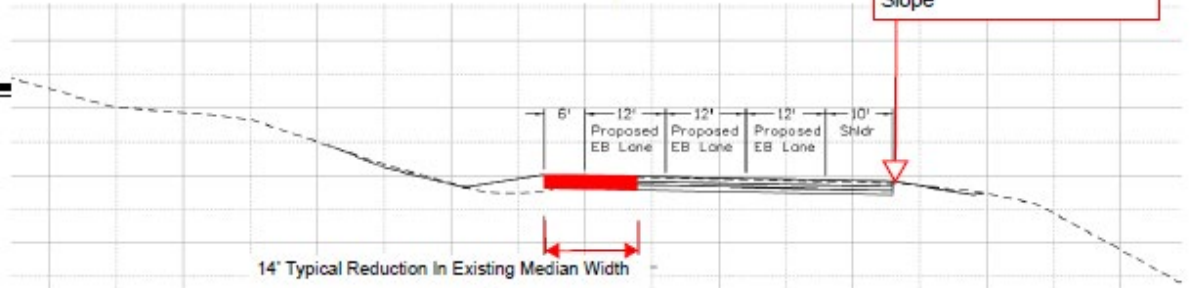 Slope
6' 12' 12' 12' 10'
Proposed Proposed Proposed Shldr
EB Lane EB Lane EB Lane
14' Typical Reduction In Existing Median Width